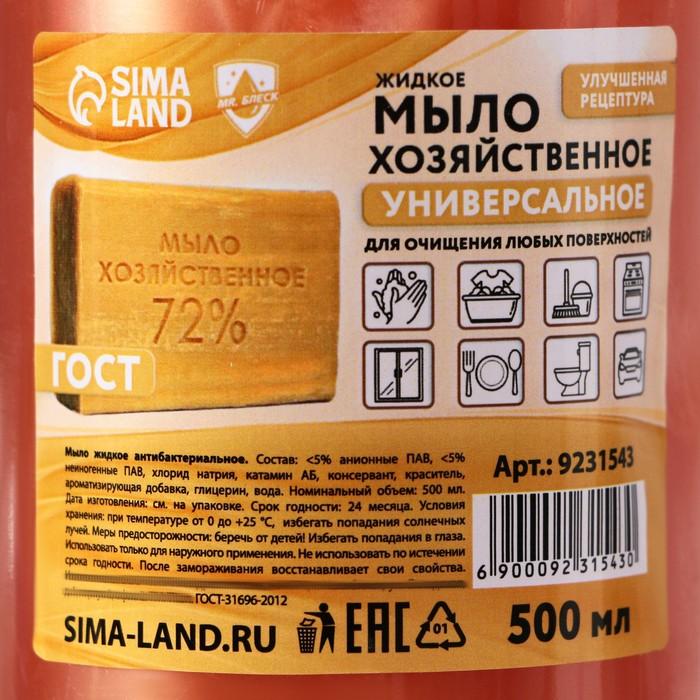 SIMA
LAND
MR. БЛЕСК
ЖИДКОЕ
МЫЛО
ХОЗЯЙСТВЕННОЕ
УНИВЕРСАЛЬНОЕ
ДЛЯ ОЧИЩЕНИЯ ЛЮБЫХ ПОВЕРХНОСТЕЙ
УЛУЧШЕННАЯ
РЕЦЕПТУРА
МЫЛО
ХОЗЯЙСТВЕННОЕ
72%
ГОСТ
Мыло жидкое антибактериальное. Состав: <5% анионные ПАВ, <5%
неионогенные ПАВ, хлорид натрия, катамин АБ, консервант, краситель,
ароматизирующая добавка, глицерин, вода. Номинальный объем: 500 мл.
Дата изготовления: см. на упаковке. Срок годности: 24 месяца. Условия
хранения: при температуре от 0 до +25 °С, избегать попадания солнечных
лучей. Меры предосторожности: беречь от детей! Избегать попадания в глаза.
Использовать только для наружного применения. Не использовать по истечении
срока годности. После замораживания восстанавливает свои свойства.
ГОСТ-31696-2012
SIMA-LAND.RU
EAC
01
Арт.: 9231543
6 900092 315430
500 мл